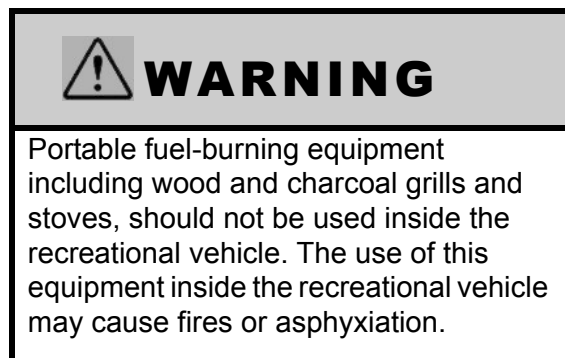 WARNING
Portable fuel-burning equipment
including wood and charcoal grills and
stoves, should not be used inside the
recreational vehicle. The use of this
equipment inside the recreational vehicle
may cause fires or asphyxiation.